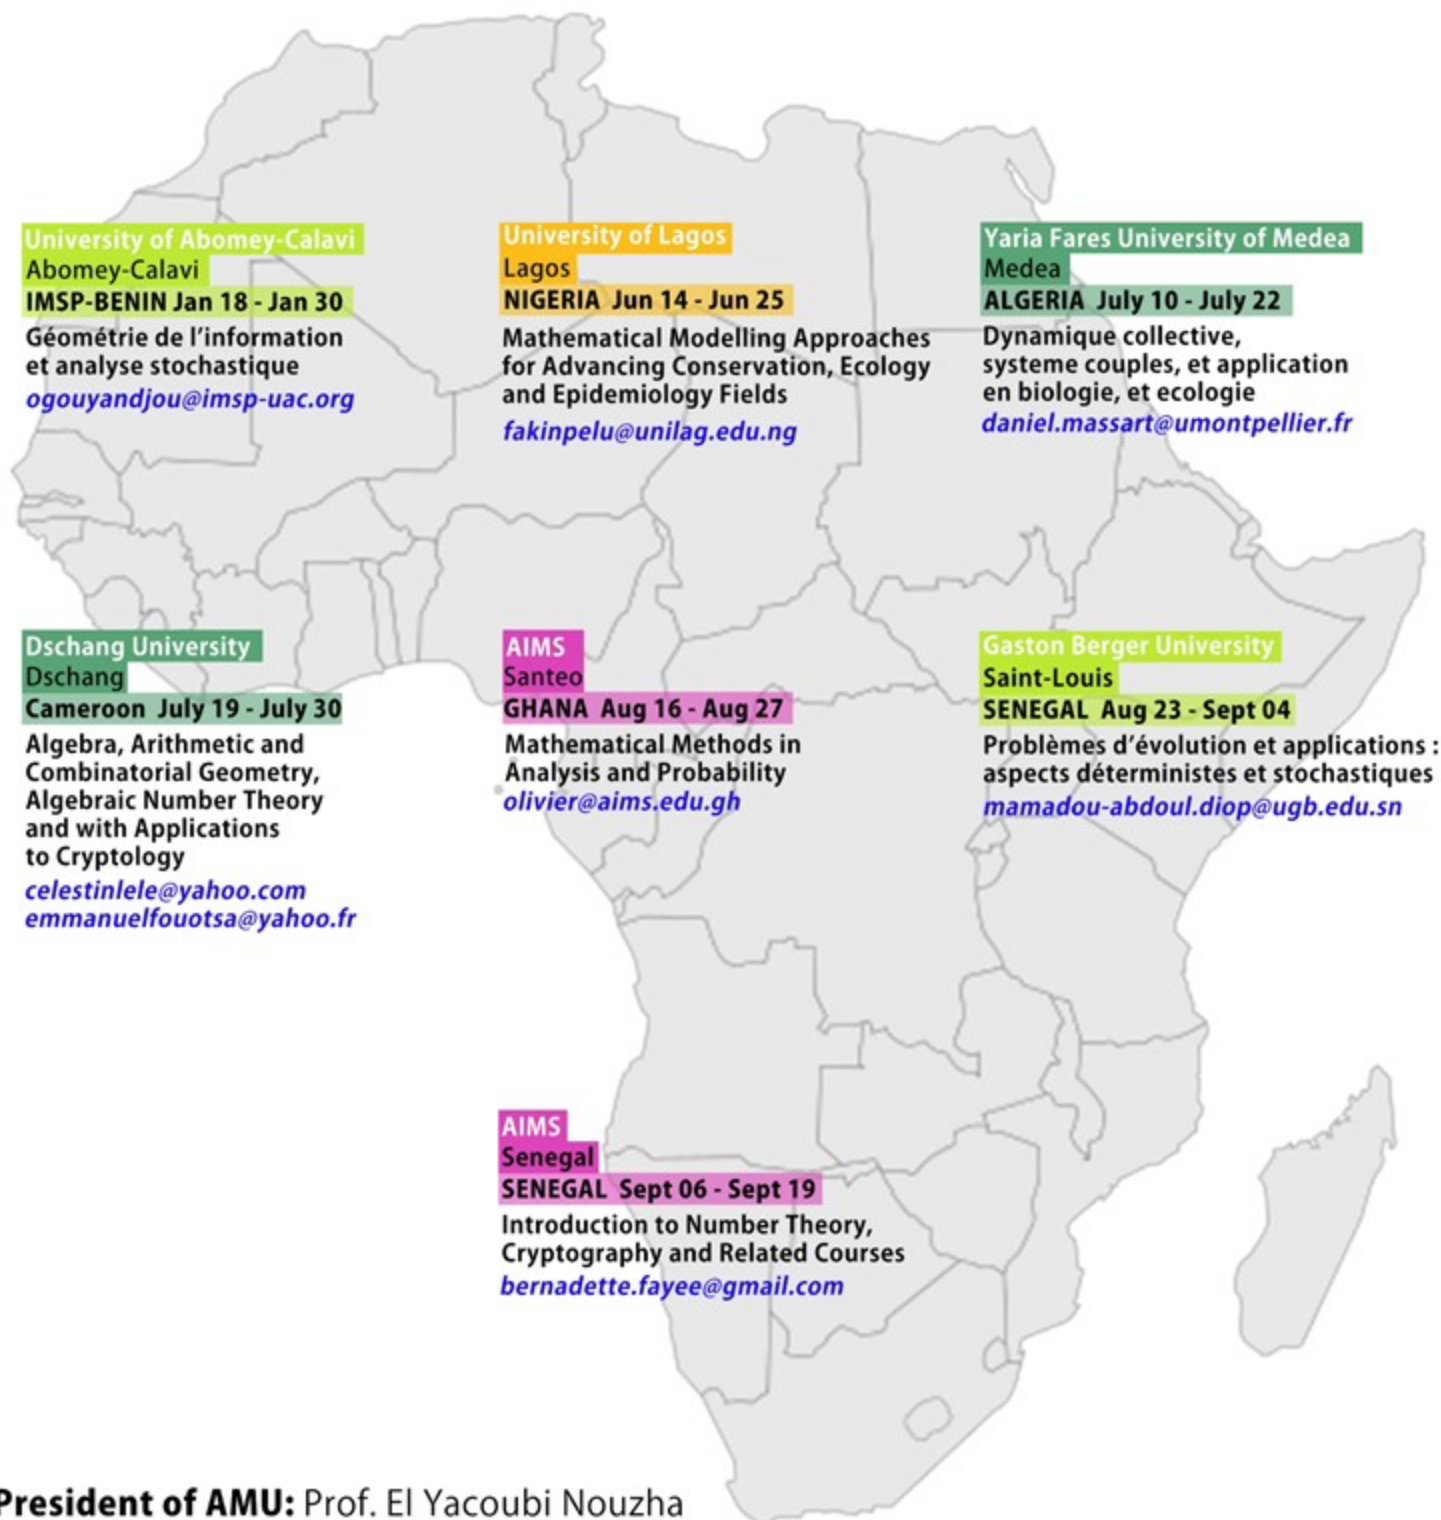 University of Abomey-Calavi
Abomey-Calavi
IMSP-BENIN Jan 18 - Jan 30
Géométrie de l'information
et analyse stochastique
ogouyandjou@imsp-uac.org
University of Lagos
Lagos
NIGERIA Jun 14 - Jun 25
Mathematical Modelling Approaches
for Advancing Conservation, Ecology
and Epidemiology Fields
fakinpelu@unilag.edu.ng
Yaria Fares University of Medea
Medea
ALGERIA July 10 - July 22
Dynamique collective,
systeme couples, et application
en biologie, et ecologie
daniel.massart@umontpellier.fr
Dschang University
Dschang
Cameroon July 19 - July 30
Algebra, Arithmetic and
Combinatorial Geometry,
Algebraic Number Theory
and with Applications
to Cryptology
celestinlele@yahoo.com
emmanuelfouotsa@yahoo.fr
AIMS
Santeo
GHANA Aug 16 - Aug 27
Mathematical Methods in
Analysis and Probability
olivier@aims.edu.gh
Gaston Berger University
Saint-Louis
SENEGAL Aug 23 - Sept 04
Problèmes d'évolution et applications :
aspects déterministes et stochastiques
mamadou-abdoul.diop@ugb.edu.sn
AIMS
Senegal
SENEGAL Sept 06 - Sept 19
Introduction to Number Theory,
Cryptography and Related Courses
bernadette.fayee@gmail.com
President of AMU: Prof. El Yacoubi Nouzha